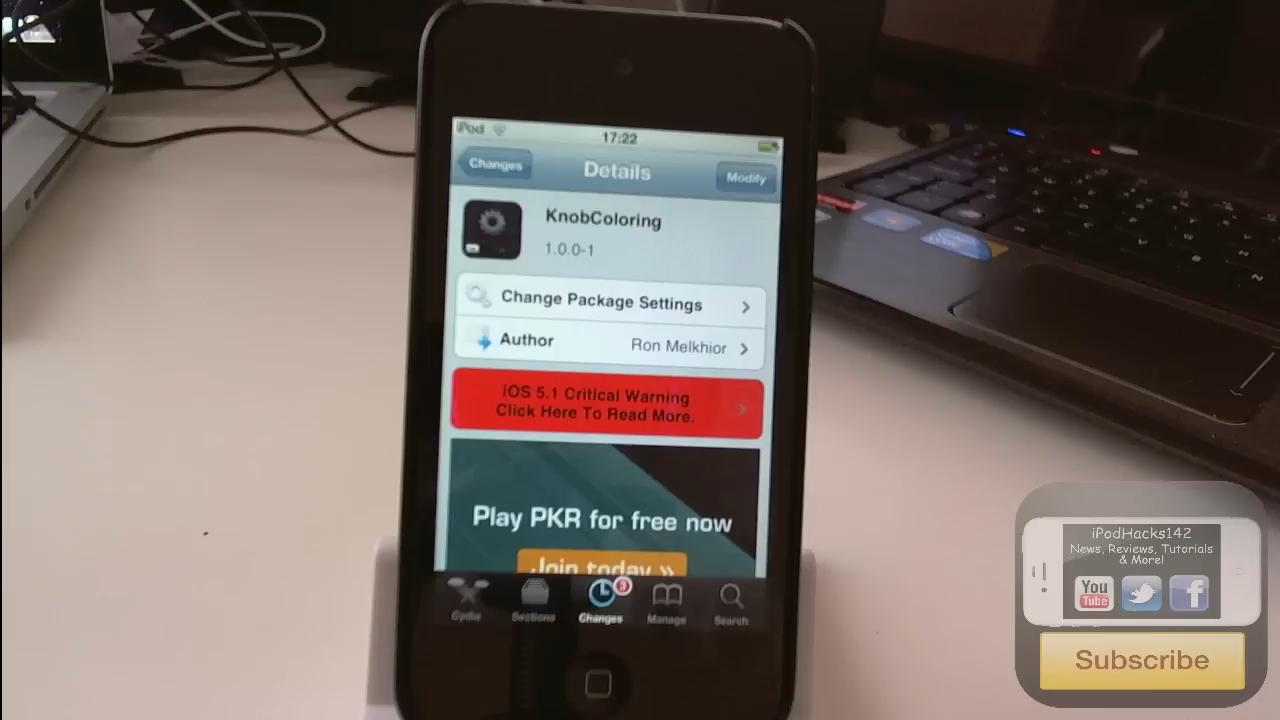 iPod
17:22
Changes
Details
Modify
KnobColoring
1.0.0-1
Change Package Settings
Author
Ron Melkhior
iOS 5.1 Critical Warning
Click Here To Read More.
Play PKR for free now
Join today »
Cydia
Sections
Changes
Manage
Search
iPodHacks142
News, Reviews, Tutorials
& More!
You
Tube
Subscribe